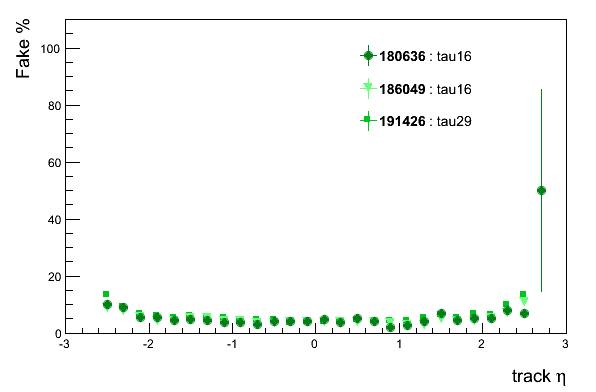 Fake %
100
80
60
40
20
0
180636 : tau16
186049 : tau16
191426 : tau29
-3 -2 -1 0 1 2 3
track η